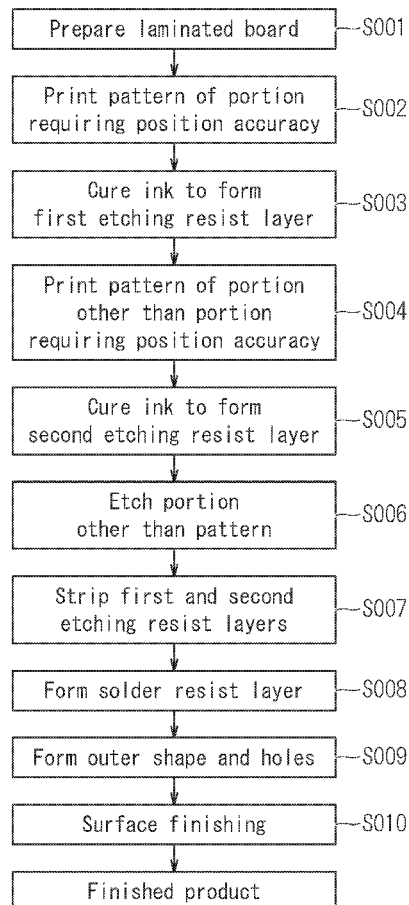 Prepare laminated board
S001
Print pattern of portion
requiring position accuracy
S002
Cure ink to form
first etching resist layer
S003
Print pattern of portion
other than portion
requiring position accuracy
S004
Cure ink to form
second etching resist layer
S005
Etch portion
other than pattern
S006
Strip first and second
etching resist layers
S007
Form solder resist layer
S008
Form outer shape and holes
S009
Surface finishing
S010
Finished product